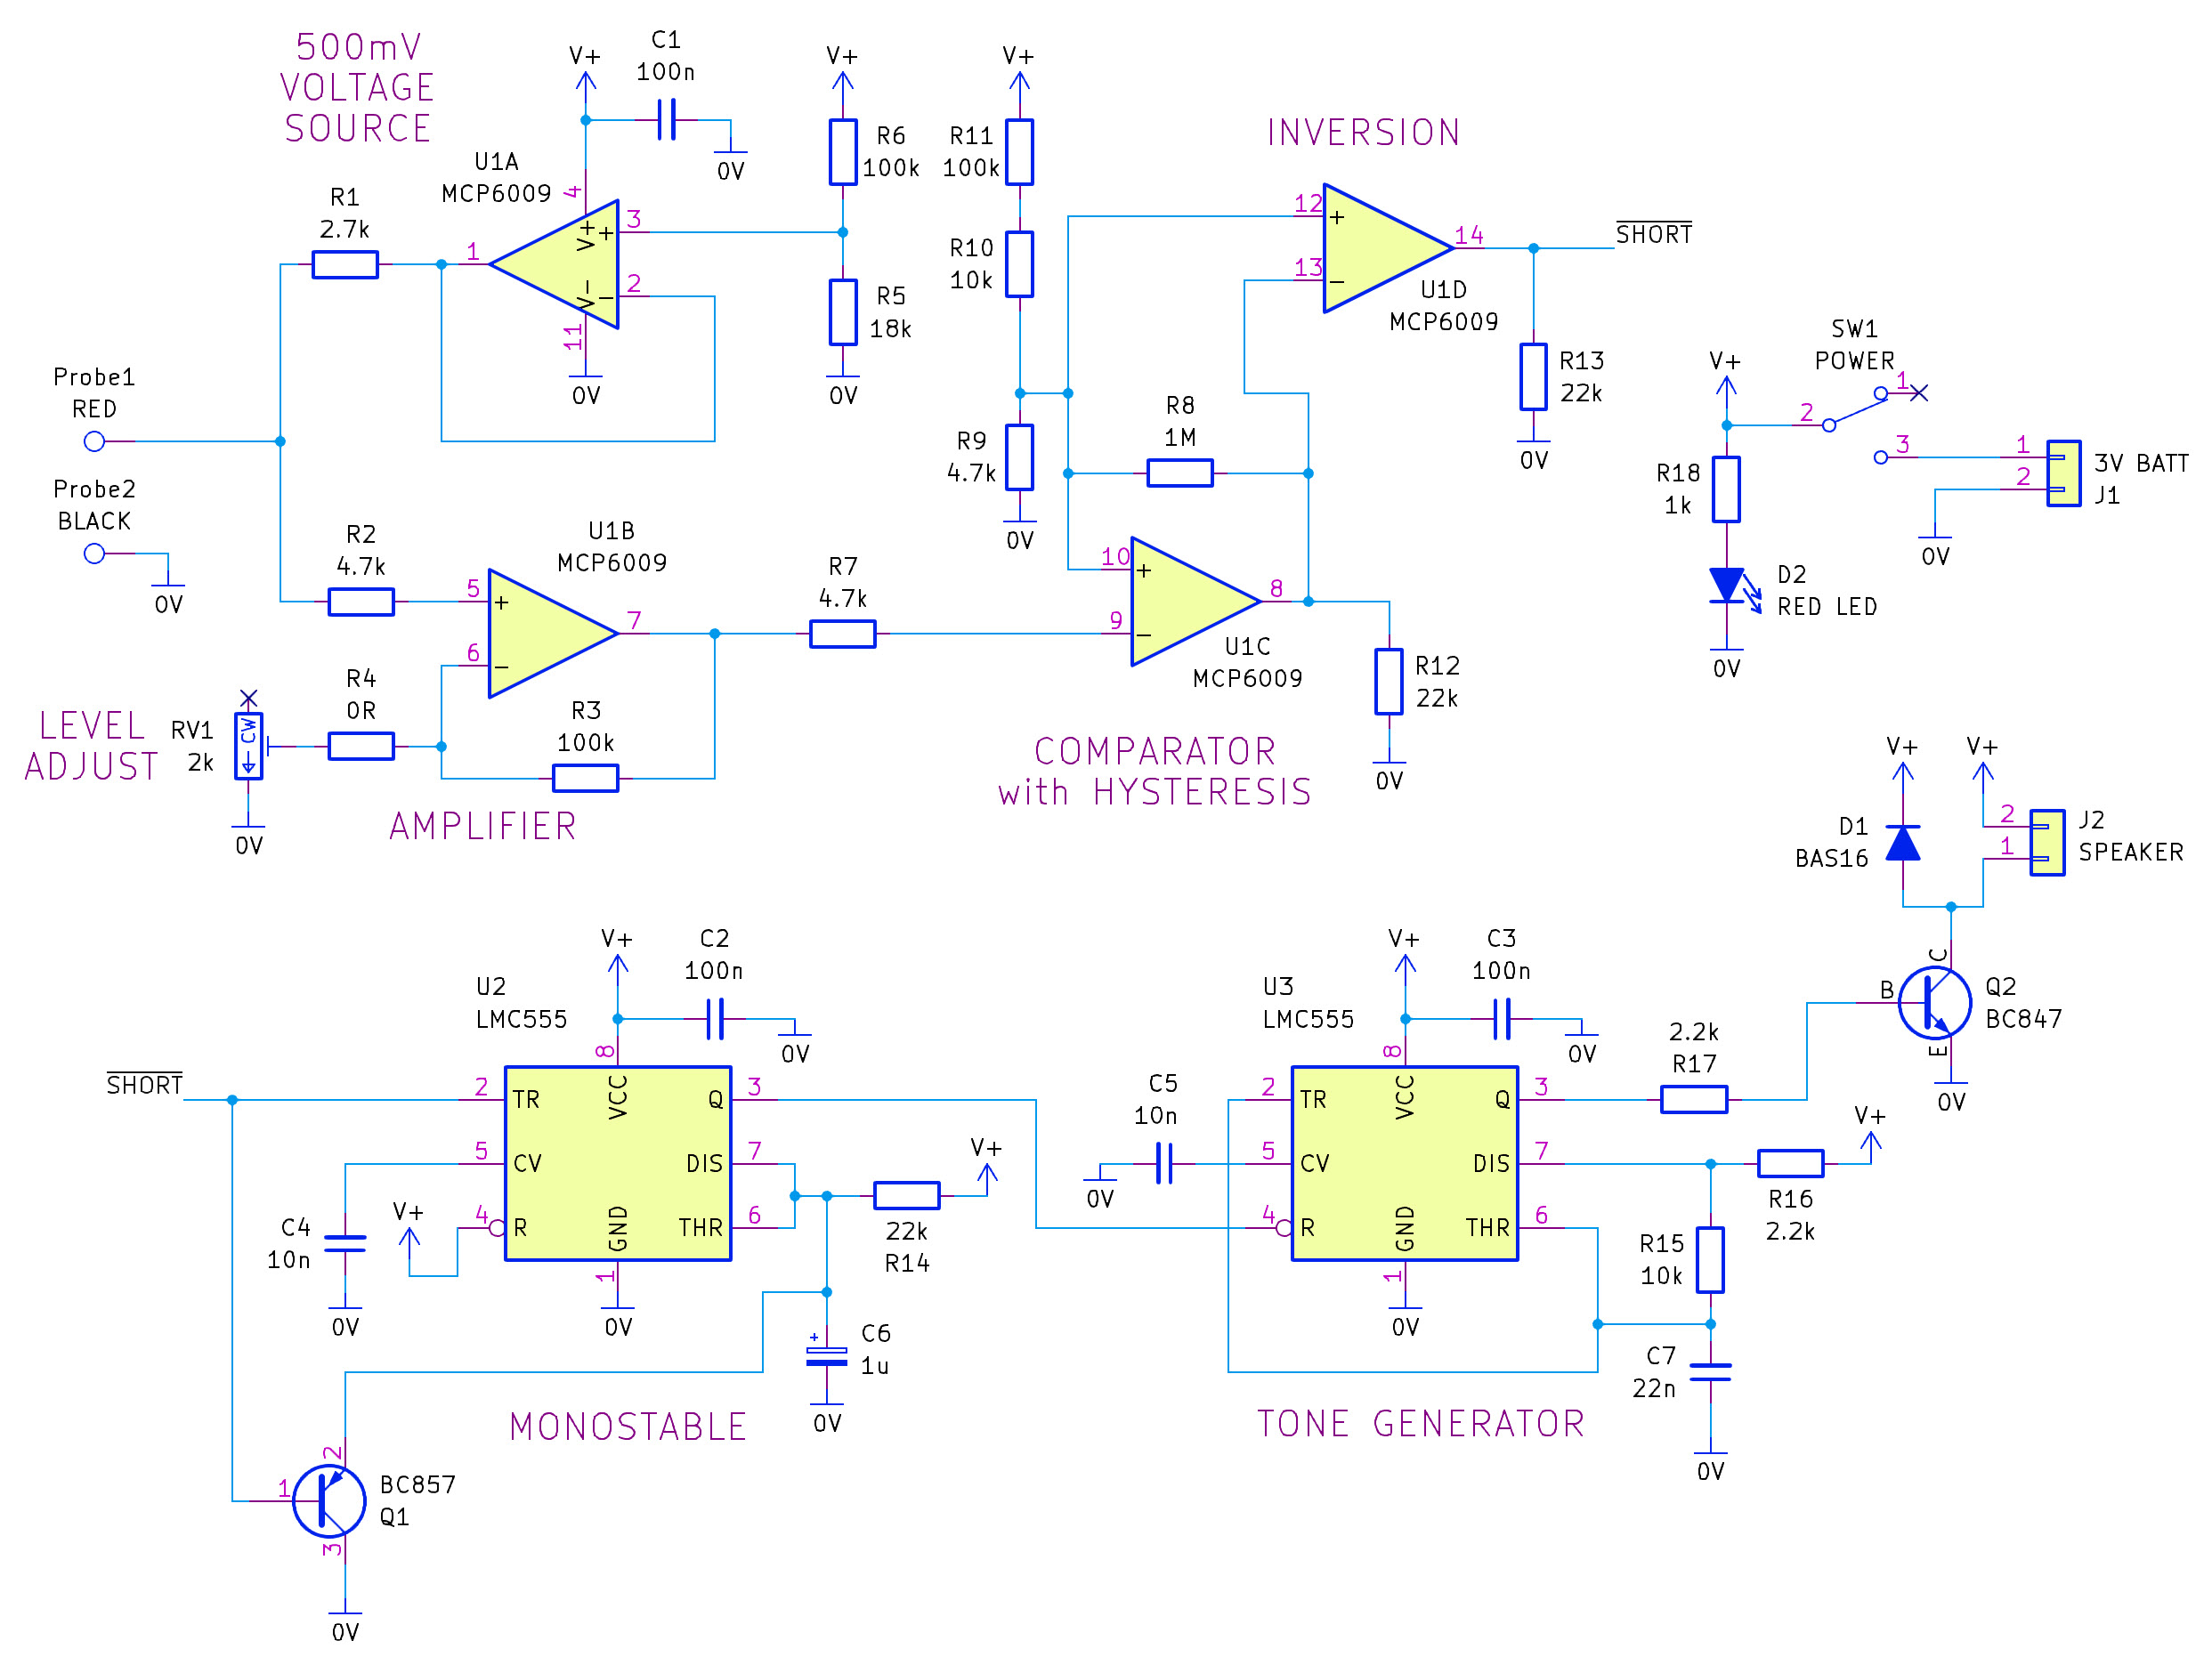 500mV
VOLTAGE
SOURCE
V+
C1
100n
0V
U1A
MCP6009
4
V+
+
3
V-
−
2
1
11
0V
R1
2.7k
V+
R6
100k
R5
18k
0V
Probe1
RED
Probe2
BLACK
0V
R2
4.7k
U1B
MCP6009
5
+
6
−
7
R4
0R
R3
100k
LEVEL
ADJUST
RV1
2k
CW
0V
AMPLIFIER
R7
4.7k
V+
R11
100k
R10
10k
R9
4.7k
0V
R8
1M
10
+
9
−
8
U1C
MCP6009
R12
22k
0V
COMPARATOR
with HYSTERESIS
INVERSION
12
+
13
−
14
U1D
MCP6009
SHORT
R13
22k
0V
SW1
POWER
V+
1
2
3
R18
1k
D2
RED LED
0V
1
2
3V BATT
J1
0V
V+
V+
D1
BAS16
2
1
J2
SPEAKER
C
B
E
Q2
BC847
0V
2.2k
R17
SHORT
U2
LMC555
V+
C2
100n
0V
8
VCC
2
TR
Q
3
5
CV
DIS
7
4
R
THR
6
GND
1
0V
C4
10n
0V
V+
V+
22k
R14
+
C6
1u
0V
MONOSTABLE
1
2
3
BC857
Q1
0V
U3
LMC555
V+
C3
100n
0V
8
VCC
2
TR
Q
3
C5
10n
0V
5
CV
DIS
7
4
R
THR
6
GND
1
0V
V+
R16
2.2k
R15
10k
C7
22n
0V
TONE GENERATOR